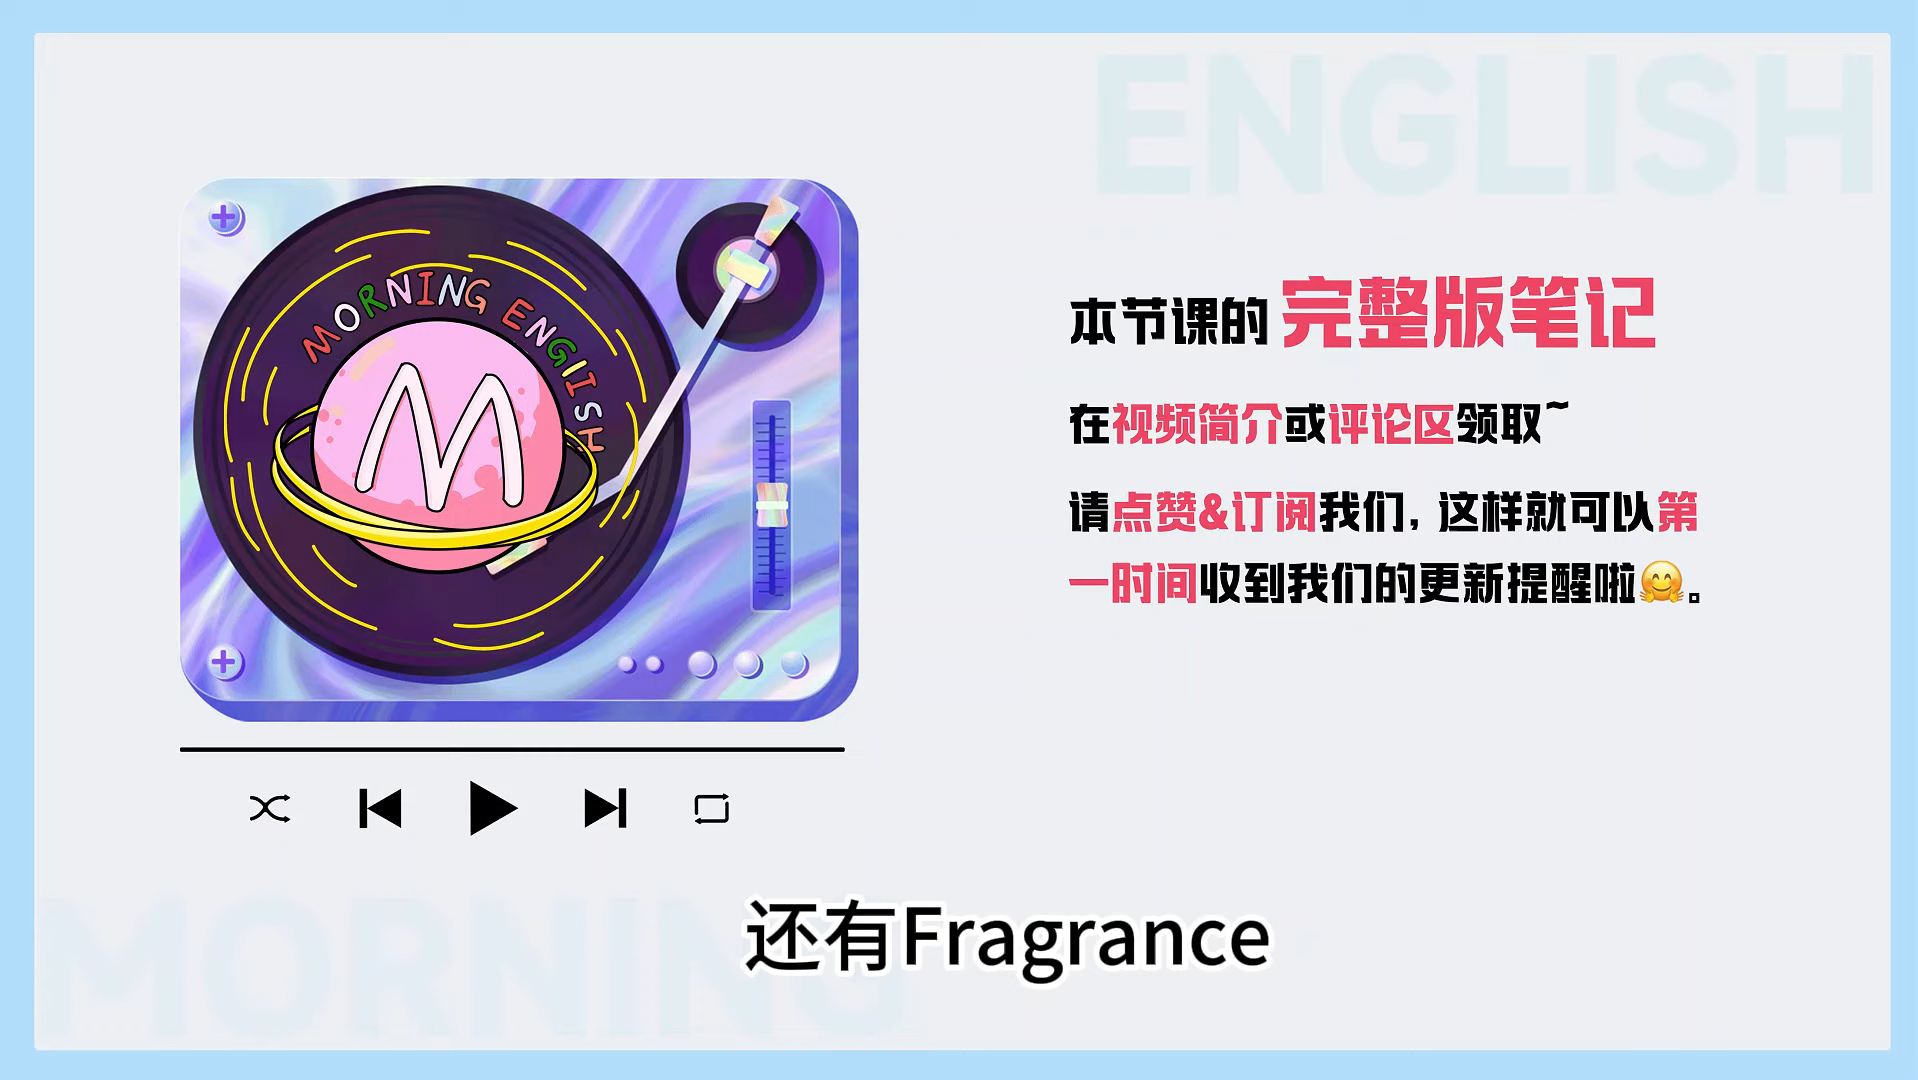 ENGLISH
MORNING ENGLISH
M
本节课的完整版笔记
在视频简介或评论区领取~
请点赞&订阅我们，这样就可以第
一时间收到我们的更新提醒啦🤗。
MORNING
还有Fragrance